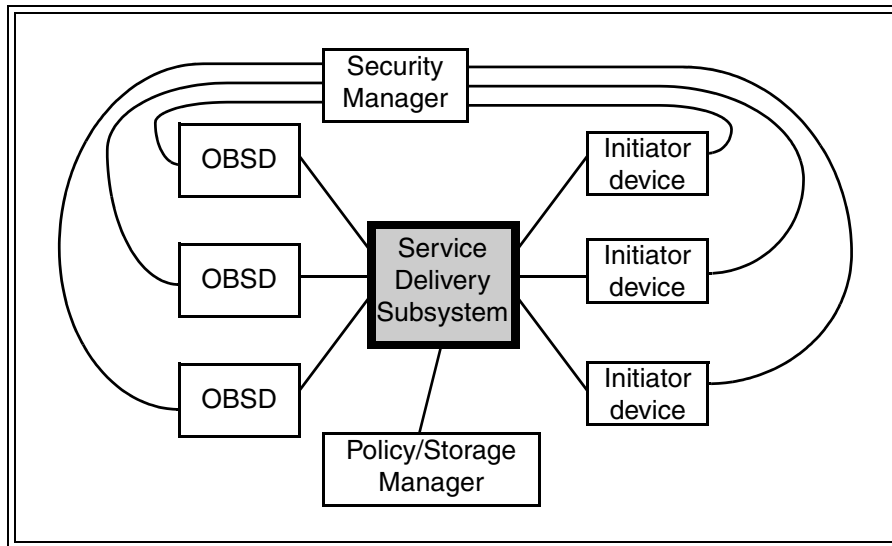 Security
Manager
OBSD
Initiator
device
Service
Delivery
Subsystem
OBSD
Initiator
device
OBSD
Initiator
device
Policy/Storage
Manager